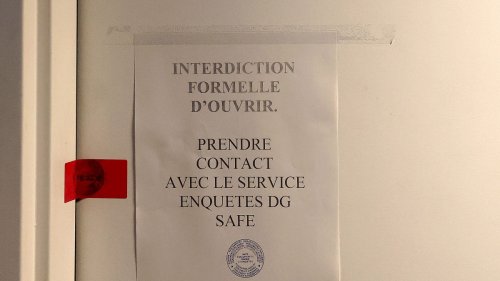 INTERDICTION
FORMELLE
D'OUVRIR.
PRENDRE
CONTACT
AVEC LE SERVICE
ENQUETES DG
SAFE